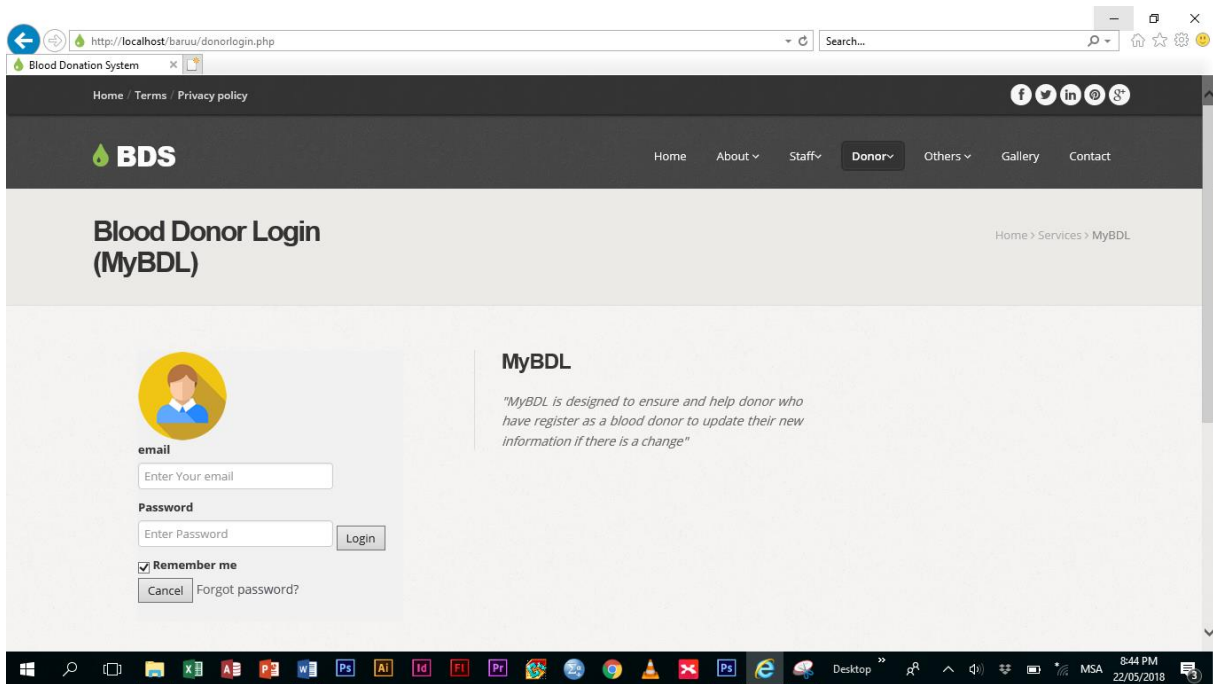 http://localhost/baruu/donorlogin.php
Search...
Blood Donation System
Home / Terms / Privacy policy
BDS
Home About Staff Donor Others Gallery Contact
Blood Donor Login
(MyBDL)
Home > Services > MyBDL
MyBDL
"MyBDL is designed to ensure and help donor who
have register as a blood donor to update their new
information if there is a change"
email
Enter Your email
Password
Enter Password
Login
Remember me
Cancel Forgot password?
Desktop
MSA
8:44 PM
22/05/2018